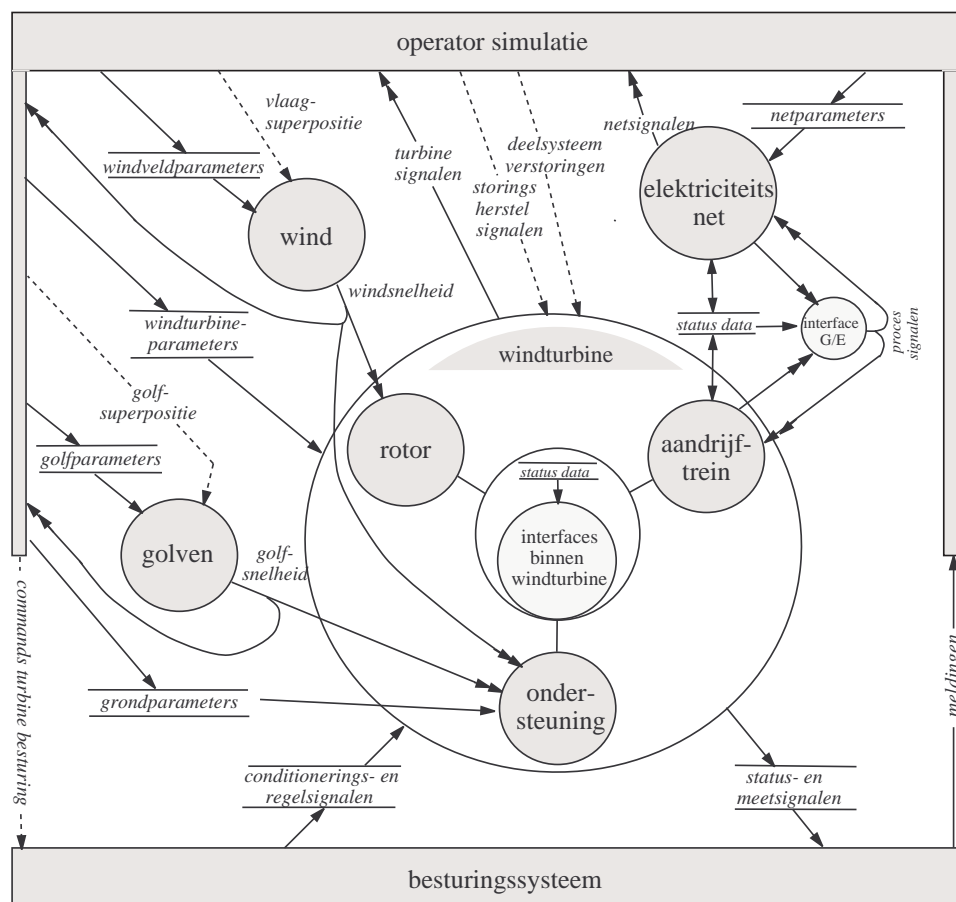 operator simulatie
vlaag-
superpositie
netsignalen
netparameters
windveldparameters
turbine
signalen
deelsysteem
verstoringen
storings
herstel
signalen
elektriciteits
net
wind
windsnelheid
windturbine-
parameters
status data
interface
G/E
proces
signalen
windturbine
golf-
superpositie
rotor
aandrijf-
trein
golfparameters
status data
interfaces
binnen
windturbine
golven
golf-
snelheid
commands turbine besturing
meldingen
grondparameters
onder-
steuning
conditionerings- en
regelsignalen
status- en
meetsignalen
besturingssysteem